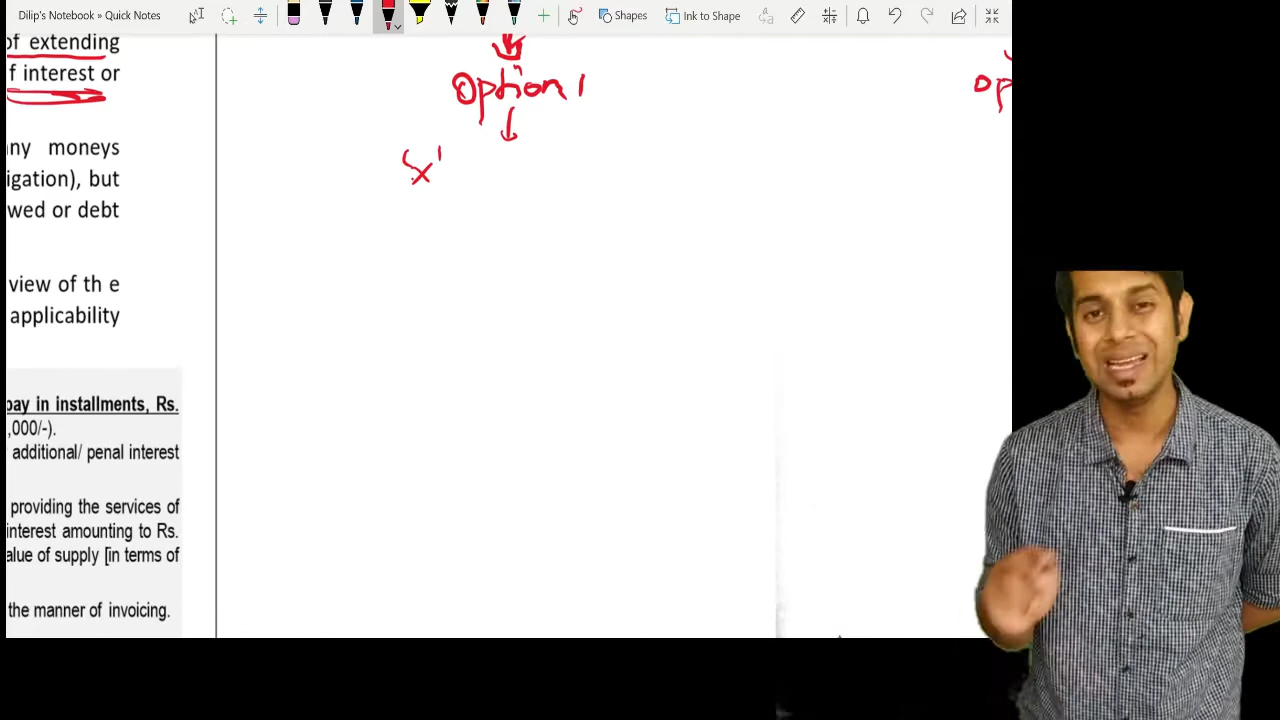 Dilip's Notebook » Quick Notes
Shapes
Ink to Shape
of extending
f interest or
ny moneys
igation), but
wed or debt
view of th e
applicability
pay in installments, Rs.
,000/-).
additional/ penal interest
providing the services of
interest amounting to Rs.
alue of supply [in terms of
the manner of invoicing.
Option 1
Op